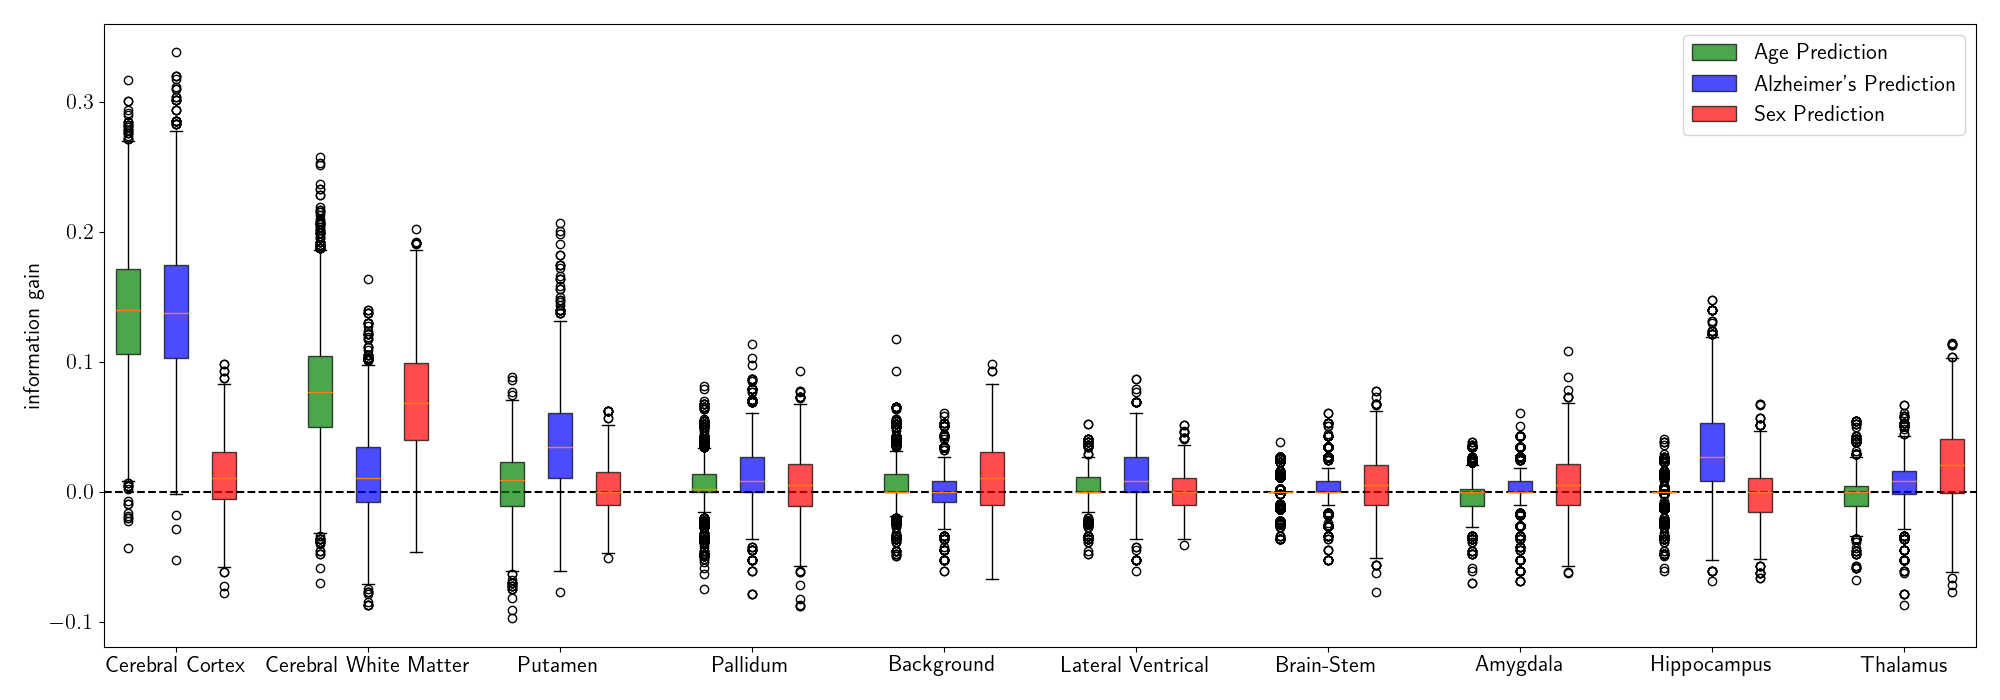 Age Prediction
Alzheimer's Prediction
Sex Prediction
information gain
0.3
0.2
0.1
0.0
−0.1
Cerebral Cortex Cerebral White Matter Putamen Pallidum Background Lateral Ventrical Brain-Stem Amygdala Hippocampus Thalamus